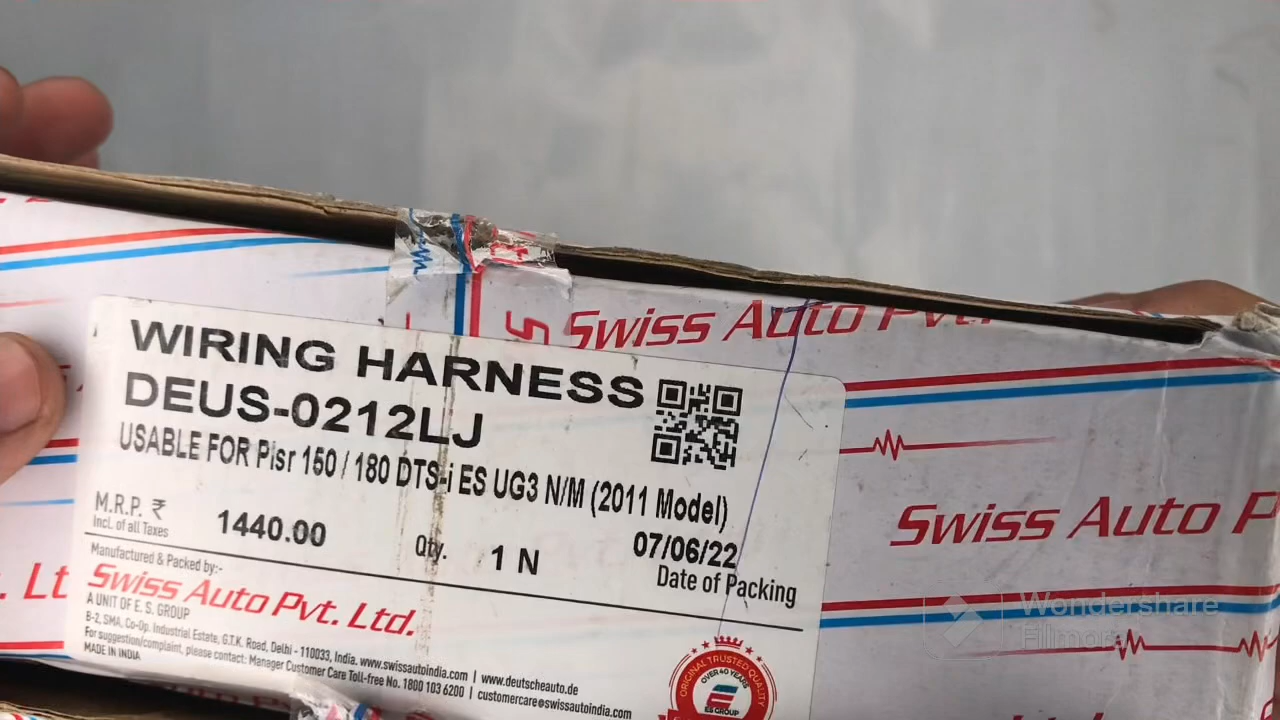 Swiss Auto Pvt.
WIRING HARNESS
DEUS-0212LJ
USABLE FOR Plsr 150 / 180 DTS-i ES UG3 N/M (2011 Model)
M.R.P. ₹ 1440.00 Qty. 1 N 07/06/22
Incl. of all Taxes Date of Packing
Manufactured & Packed by:-
Swiss Auto Pvt. Ltd.
A UNIT OF E. S. GROUP
B-2, SMA, Co-Op. Industrial Estate, G.T.K. Road, Delhi - 110033, India. www.swissautoindia.com | www.deutscheauto.de
For suggestion/complaint, please contact: Manager Customer Care Toll-free No. 1800 103 6200 | customercare@swissautoindia.com
MADE IN INDIA
ORIGINAL TRUSTED QUALITY
OVER 40 YEARS
ES GROUP
Swiss Auto P
. Lt
Wondershare
Filmora